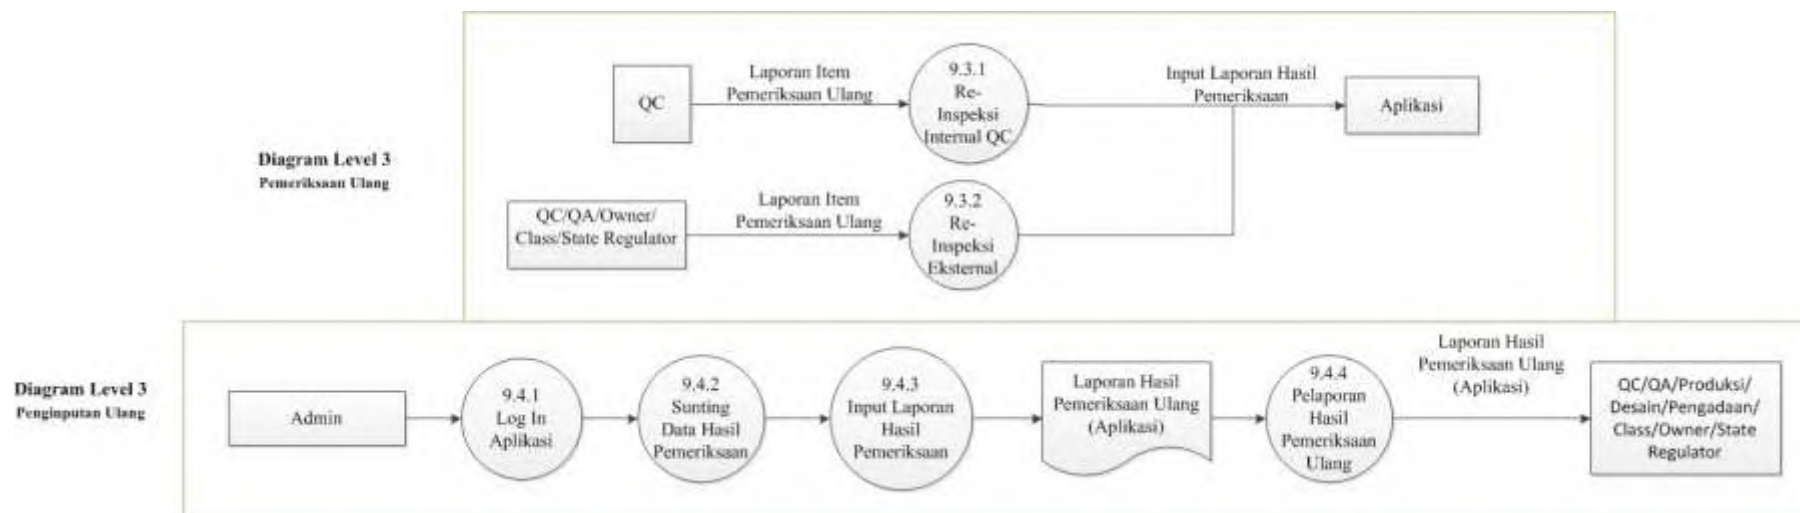 Diagram Level 3
Pemeriksaan Ulang
QC
Laporan Item
Pemeriksaan Ulang
9.3.1
Re-
Inspeksi
Internal QC
Input Laporan Hasil
Pemeriksaan
Aplikasi
QC/QA/Owner/
Class/State Regulator
Laporan Item
Pemeriksaan Ulang
9.3.2
Re-
Inspeksi
Eksternal
Diagram Level 3
Penginputan Ulang
Admin
9.4.1
Log In
Aplikasi
9.4.2
Sunting
Data Hasil
Pemeriksaan
9.4.3
Input Laporan
Hasil
Pemeriksaan
Laporan Hasil
Pemeriksaan Ulang
(Aplikasi)
9.4.4
Pelaporan
Hasil
Pemeriksaan
Ulang
Laporan Hasil
Pemeriksaan Ulang
(Aplikasi)
QC/QA/Produksi/
Desain/Pengadaan/
Class/Owner/State
Regulator